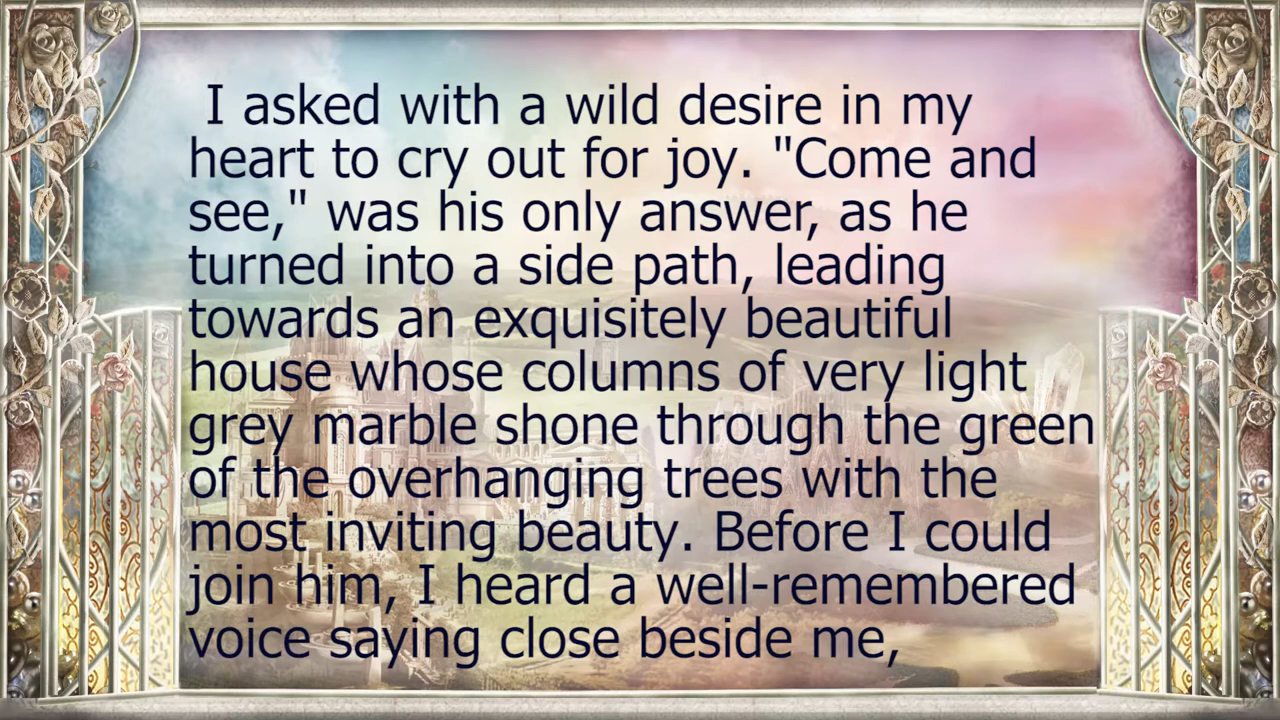 I asked with a wild desire in my
heart to cry out for joy. "Come and
see," was his only answer, as he
turned into a side path, leading
towards an exquisitely beautiful
house whose columns of very light
grey marble shone through the green
of the overhanging trees with the
most inviting beauty. Before I could
join him, I heard a well-remembered
voice saying close beside me,